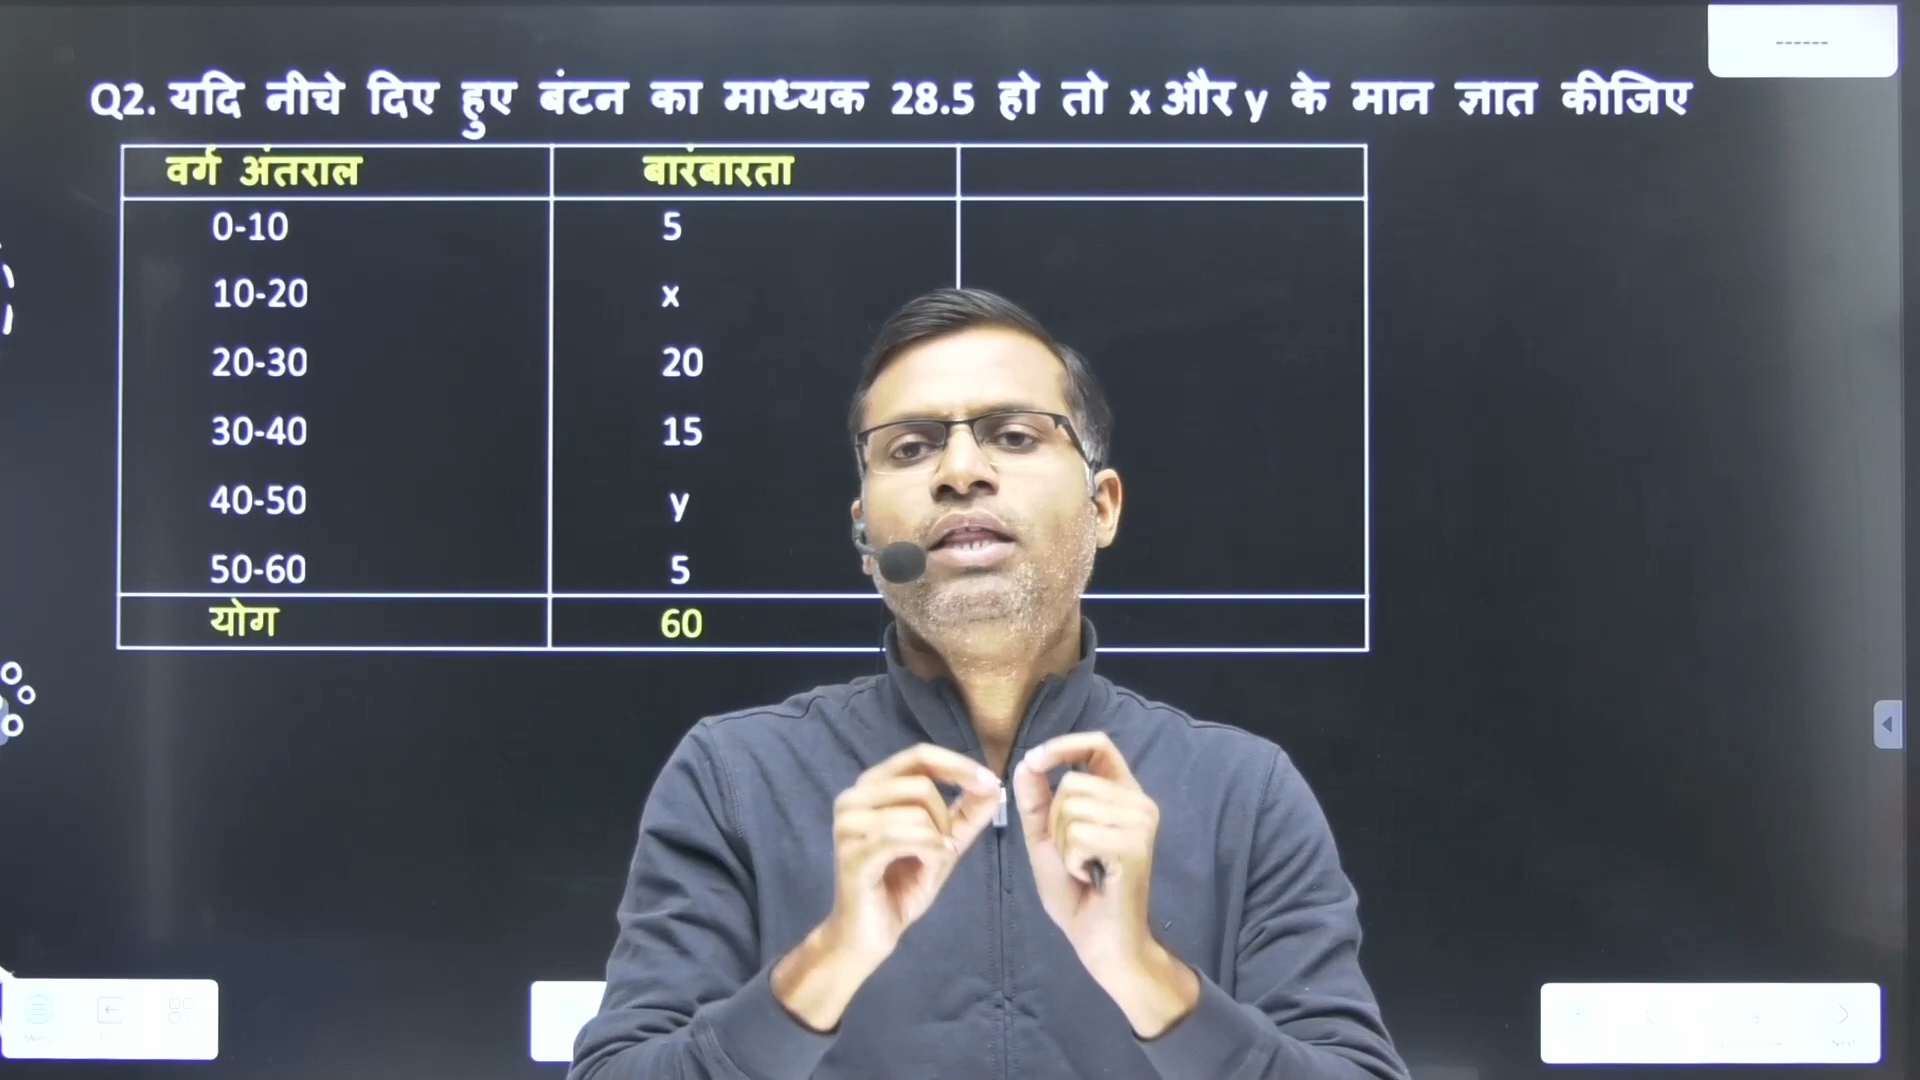 Q2. यदि नीचे दिए हुए बंटन का माध्यक 28.5 हो तो x और y के मान ज्ञात कीजिए
वर्ग अंतराल बारंबारता
0-10 5
10-20 x
20-30 20
30-40 15
40-50 y
50-60 5
योग 60